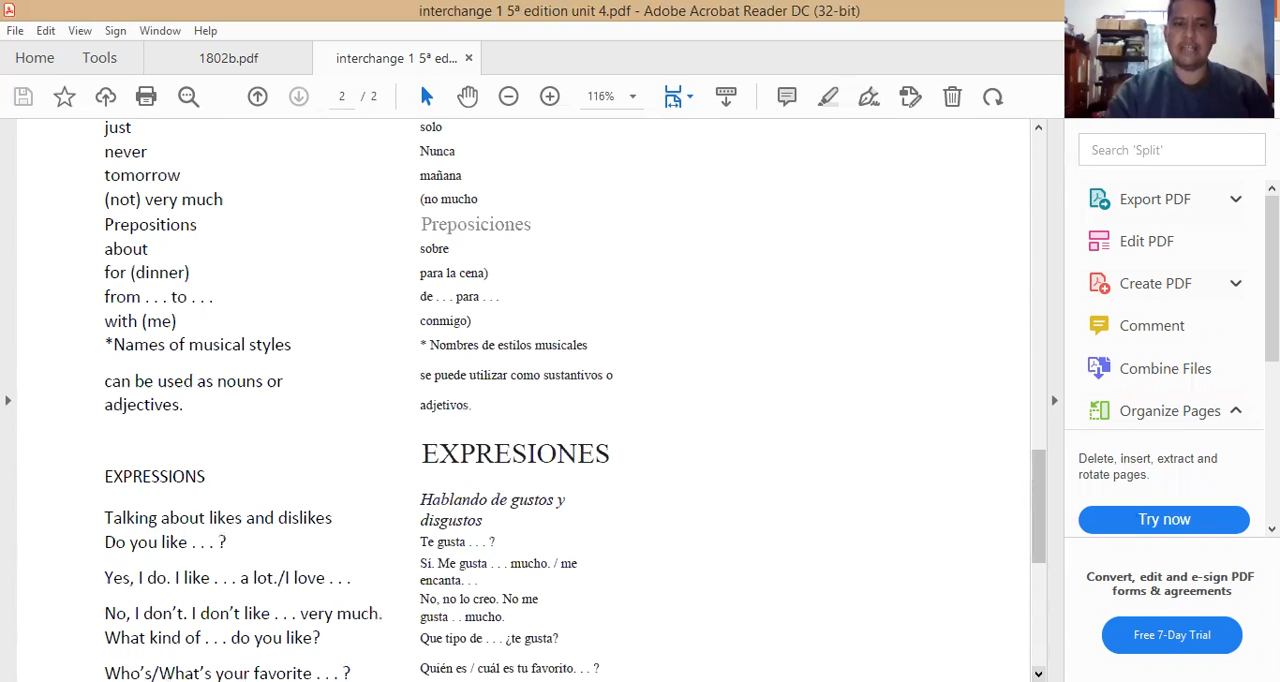 interchange 1 5ª edition unit 4.pdf - Adobe Acrobat Reader DC (32-bit)
File Edit View Sign Window Help
Home Tools 1802b.pdf interchange 1 5ª ed... ×
2 / 2 116%
just solo
never Nunca
tomorrow mañana
(not) very much (no mucho
Prepositions Preposiciones
about sobre
for (dinner) para la cena)
from . . . to . . . de . . . para . . .
with (me) conmigo)
*Names of musical styles * Nombres de estilos musicales
can be used as nouns or se puede utilizar como sustantivos o
adjectives. adjetivos.
EXPRESIONES
EXPRESSIONS
Hablando de gustos y
Talking about likes and dislikes disgustos
Do you like . . . ? Te gusta . . . ?
Sí. Me gusta . . . mucho. / me
Yes, I do. I like . . . a lot./I love . . . encanta. . .
No, no lo creo. No me
No, I don’t. I don’t like . . . very much. gusta . . mucho.
What kind of . . . do you like? Que tipo de . . . ¿te gusta?
Who’s/What’s your favorite . . . ? Quién es / cuál es tu favorito. . . ?
Search 'Split'
Export PDF
Edit PDF
Create PDF
Comment
Combine Files
Organize Pages
Delete, insert, extract and
rotate pages.
Try now
Convert, edit and e-sign PDF
forms & agreements
Free 7-Day Trial